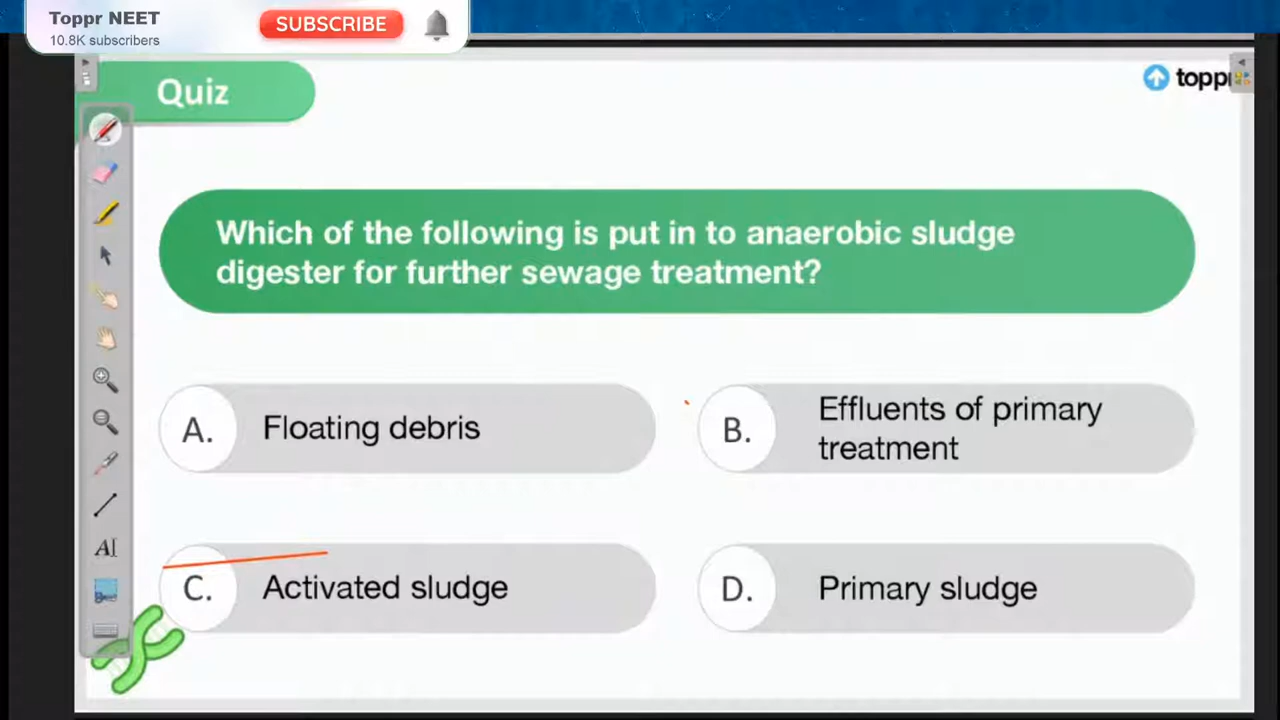 Toppr NEET
10.8K subscribers
SUBSCRIBE
Quiz
toppr
Which of the following is put in to anaerobic sludge
digester for further sewage treatment?
A. Floating debris
B. Effluents of primary
treatment
C. Activated sludge
D. Primary sludge
AI